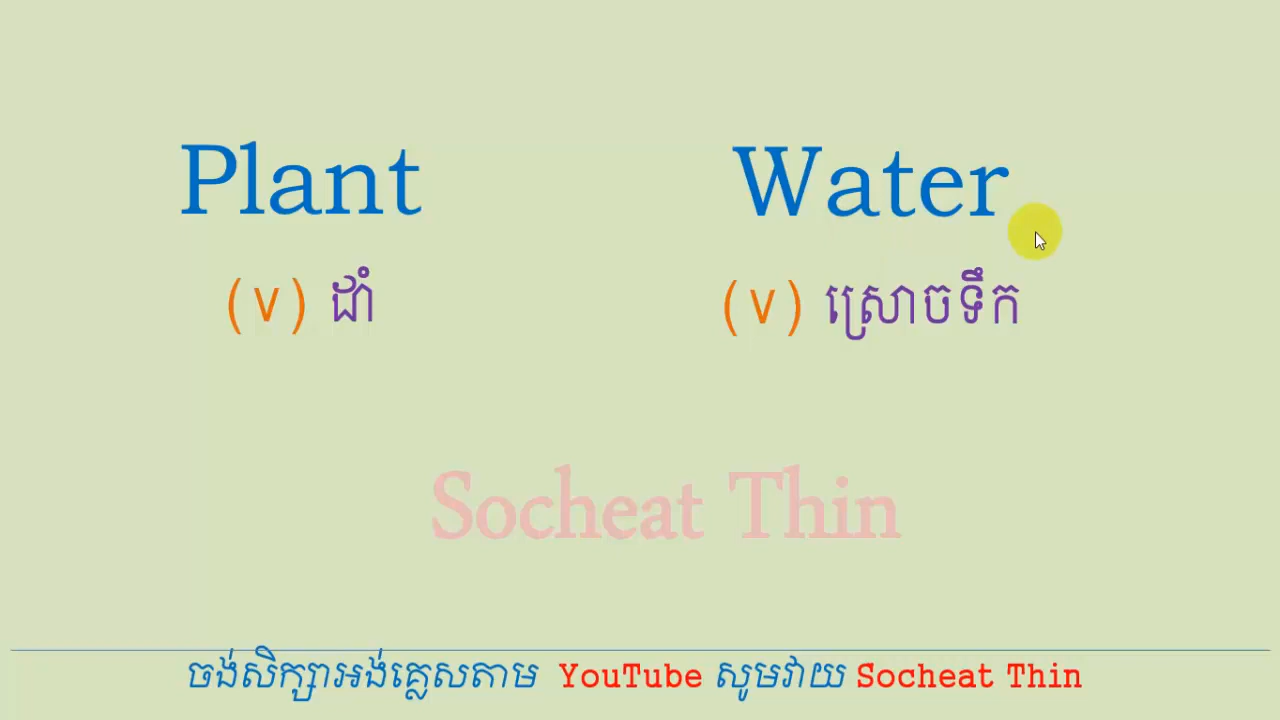 Plant Water
(v) ដាំ (v) ស្រោចទឹក
Socheat Thin
ចង់សិក្សាអង់គ្លេសតាម YouTube សូមវាយ Socheat Thin